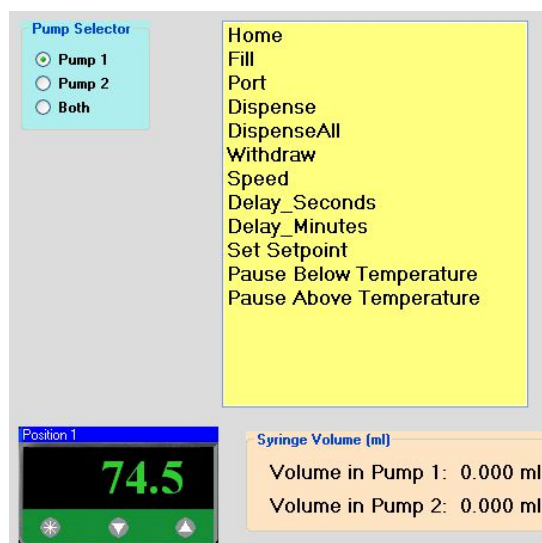 Pump Selector
Pump 1
Pump 2
Both
Home
Fill
Port
Dispense
DispenseAll
Withdraw
Speed
Delay_Seconds
Delay_Minutes
Set Setpoint
Pause Below Temperature
Pause Above Temperature
Position 1
74.5
Syringe Volume (ml)
Volume in Pump 1: 0.000 ml
Volume in Pump 2: 0.000 ml